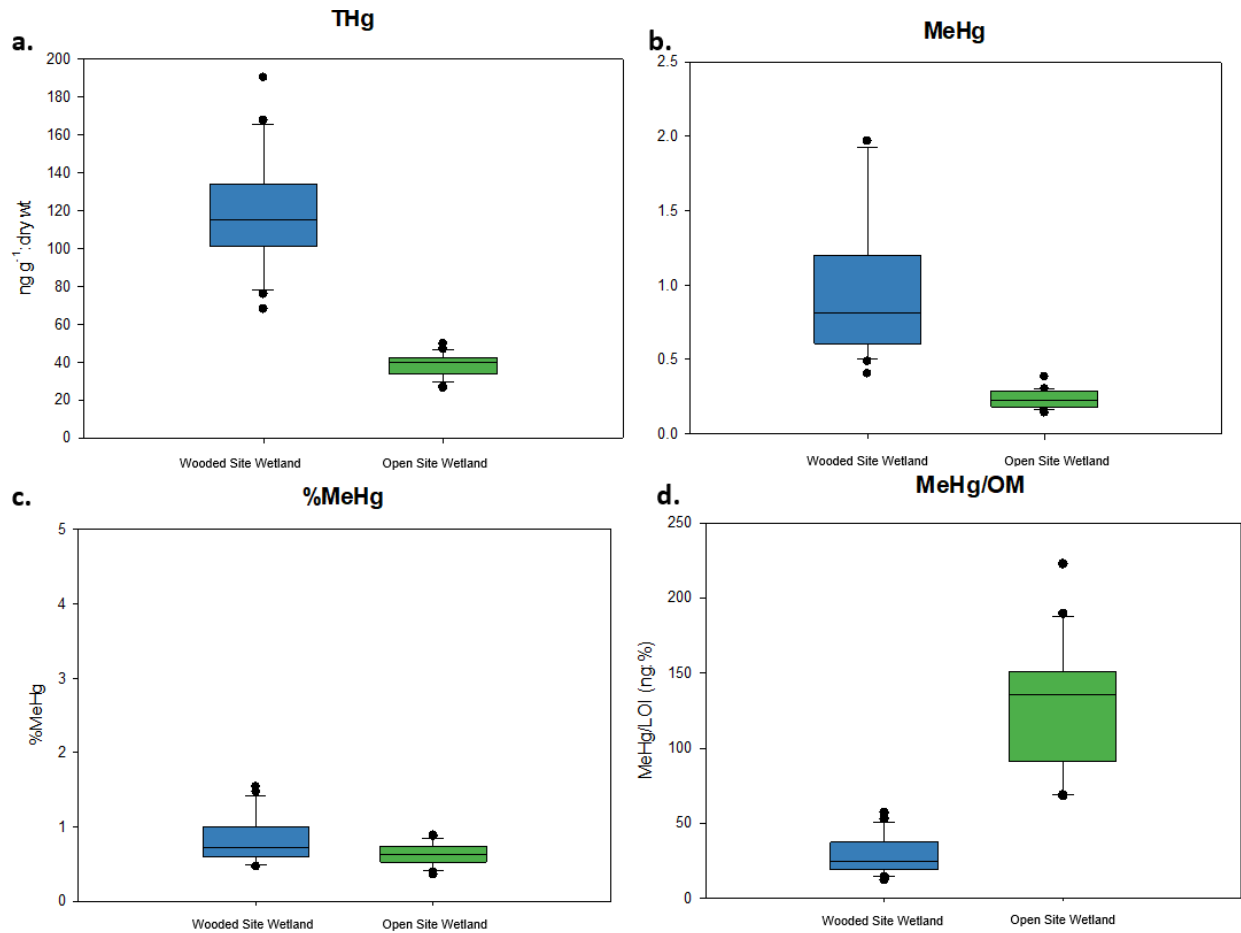 a.
THg
200
180
160
140
120
100
80
60
40
20
0
ng g⁻¹:dry wt
Wooded Site Wetland
Open Site Wetland
b.
MeHg
2.5
2.0
1.5
1.0
0.5
0.0
Wooded Site Wetland
Open Site Wetland
c.
%MeHg
5
4
3
2
1
0
%MeHg
Wooded Site Wetland
Open Site Wetland
d.
MeHg/OM
250
200
150
100
50
0
MeHg/LOI (ng:%)
Wooded Site Wetland
Open Site Wetland